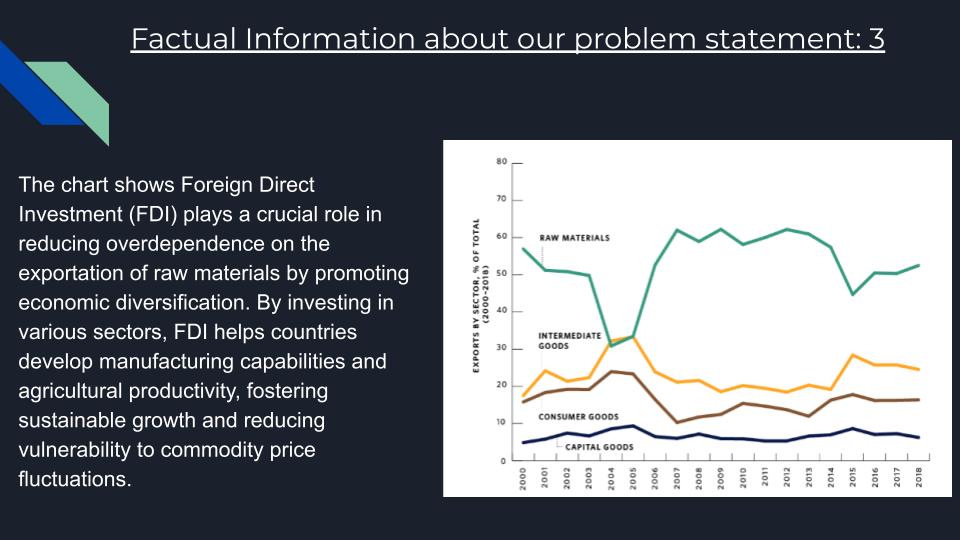 Factual Information about our problem statement: 3
The chart shows Foreign Direct
Investment (FDI) plays a crucial role in
reducing overdependence on the
exportation of raw materials by promoting
economic diversification. By investing in
various sectors, FDI helps countries
develop manufacturing capabilities and
agricultural productivity, fostering
sustainable growth and reducing
vulnerability to commodity price
fluctuations.
EXPORTS BY SECTOR, % OF TOTAL
(2000–2018)
80
70
60
50
40
30
20
10
0
RAW MATERIALS
INTERMEDIATE
GOODS
CONSUMER GOODS
CAPITAL GOODS
2000
2001
2002
2003
2004
2005
2006
2007
2008
2009
2010
2011
2012
2013
2014
2015
2016
2017
2018